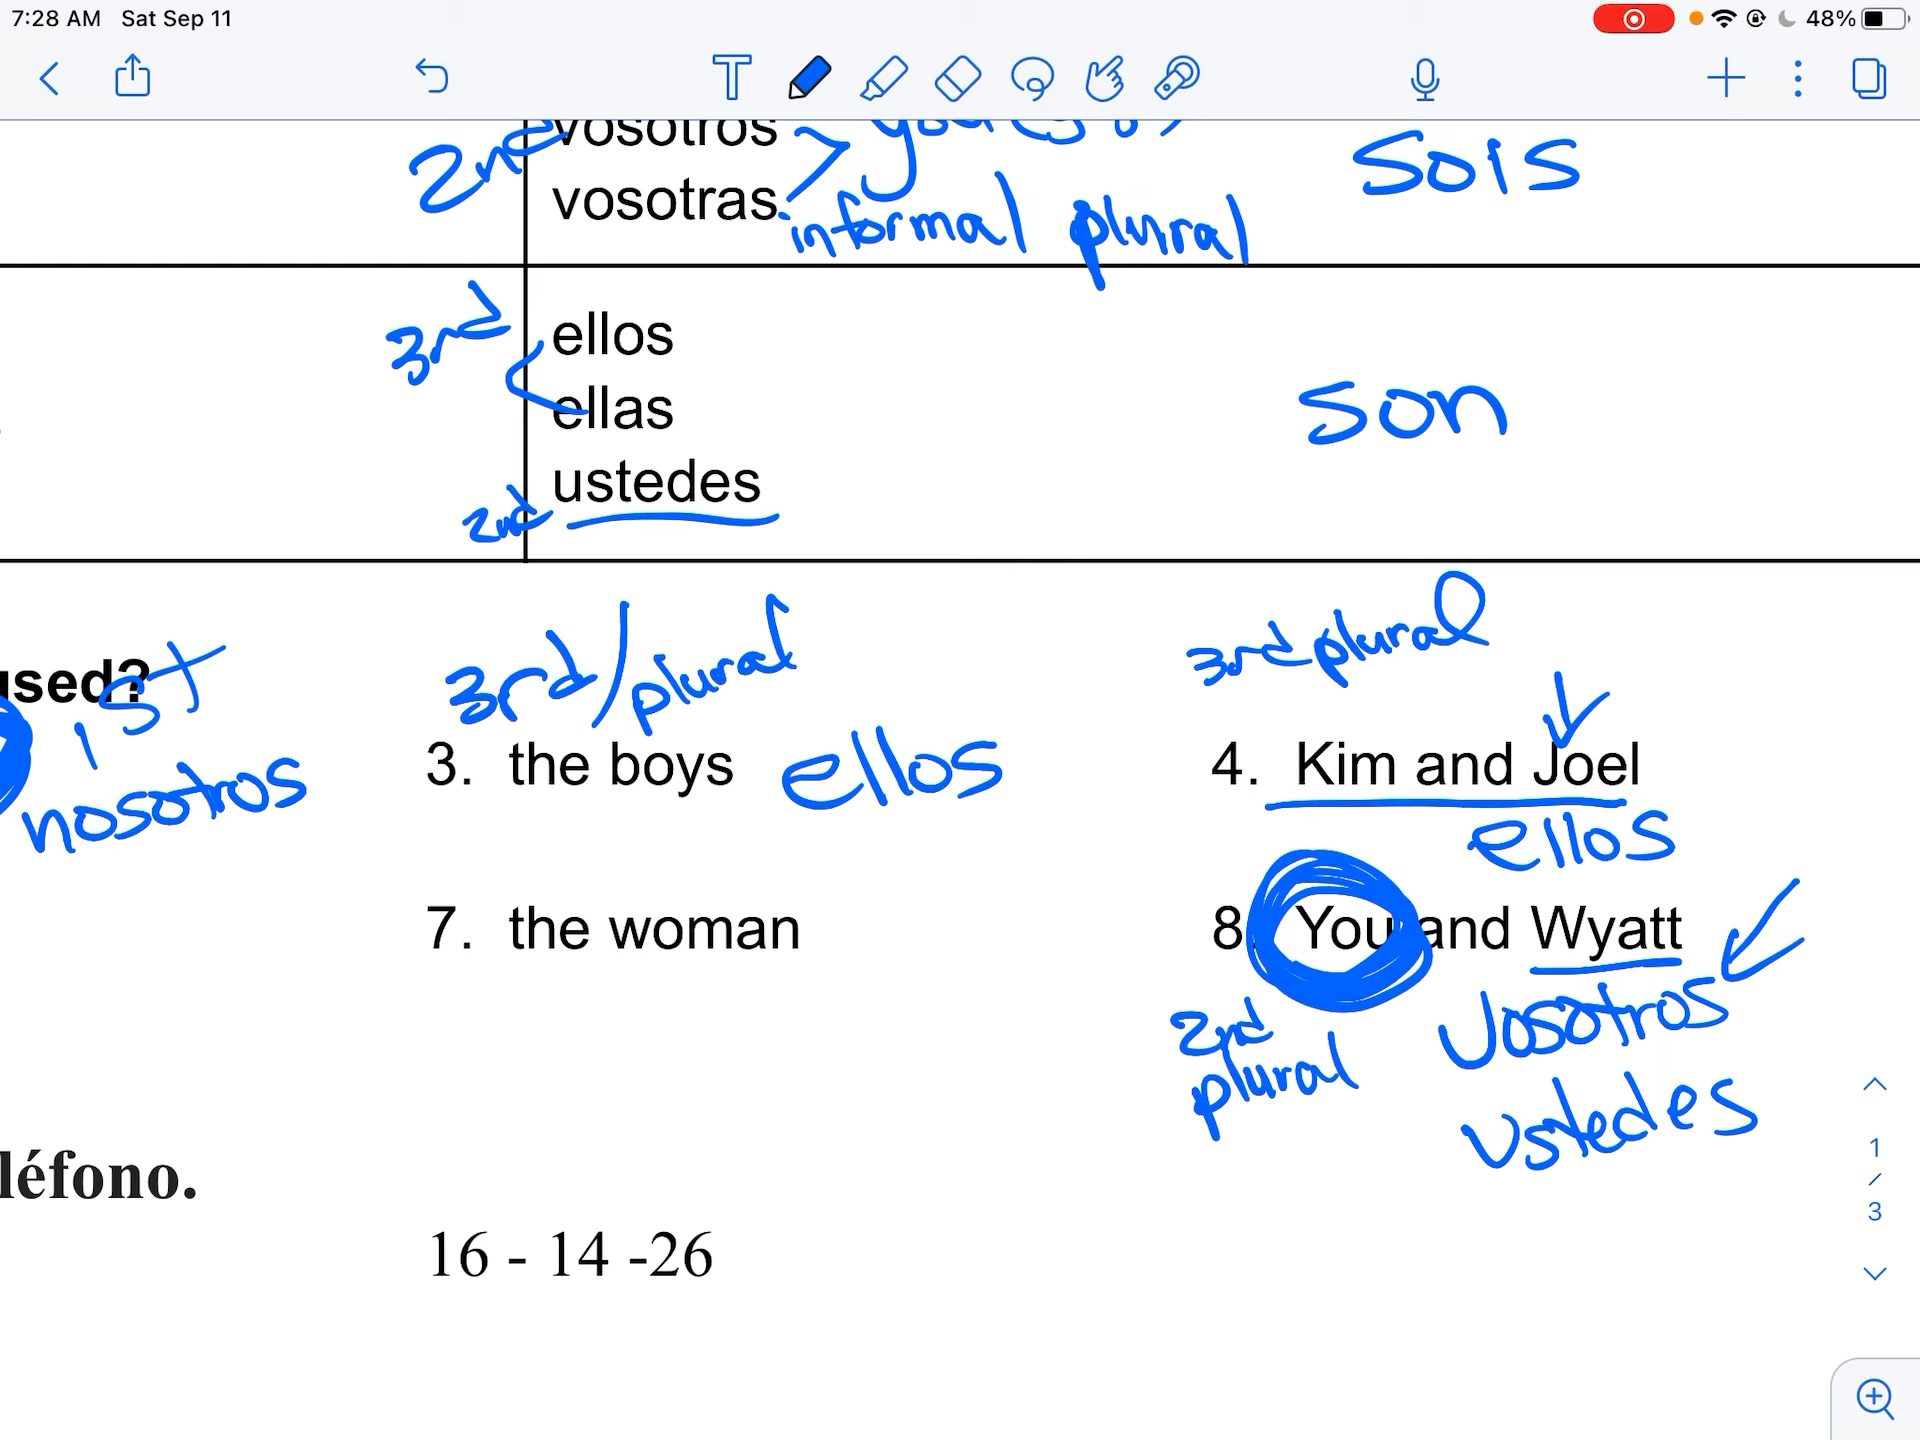 7:28 AM Sat Sep 11
48%
T
2nd vosotros
vosotras
informal plural
sois
3rd
ellos
ellas
2nd ustedes
son
used? 1st
nosotros
3rd/plural
3. the boys ellos
3rd plural
4. Kim and Joel
ellos
7. the woman
8. You and Wyatt
2nd plural
vosotros
ustedes
léfono.
16 - 14 -26
1
/
3